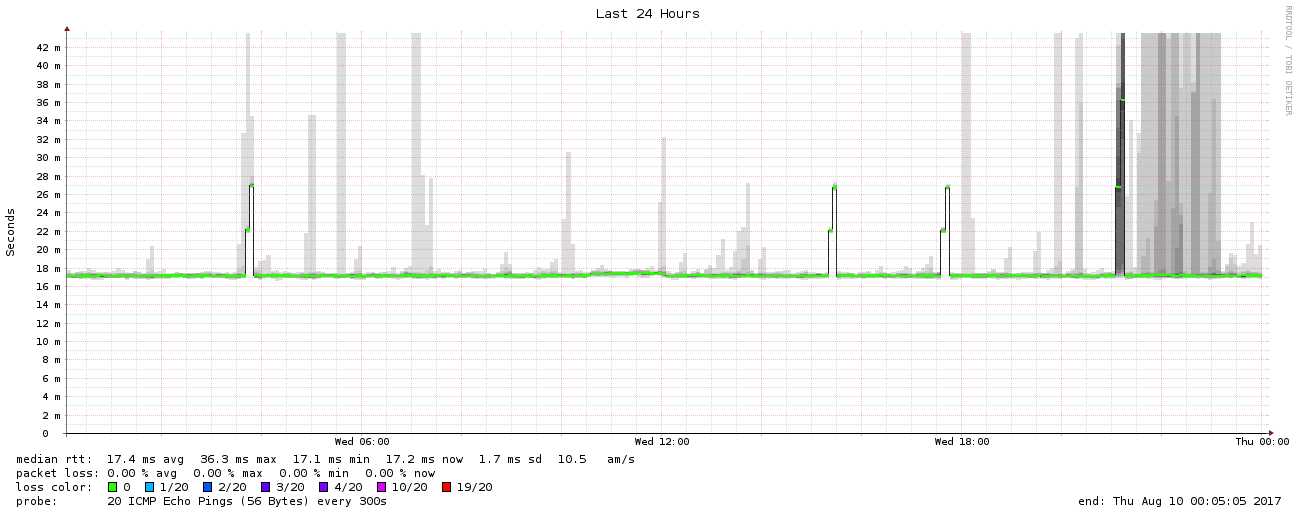 Last 24 Hours
RRDTOOL / TOBI OETIKER
Seconds
42 m
40 m
38 m
36 m
34 m
32 m
30 m
28 m
26 m
24 m
22 m
20 m
18 m
16 m
14 m
12 m
10 m
8 m
6 m
4 m
2 m
0
Wed 06:00 Wed 12:00 Wed 18:00 Thu 00:00
median rtt: 17.4 ms avg 36.3 ms max 17.1 ms min 17.2 ms now 1.7 ms sd 10.5 am/s
packet loss: 0.00 % avg 0.00 % max 0.00 % min 0.00 % now
loss color: 0 1/20 2/20 3/20 4/20 10/20 19/20
probe: 20 ICMP Echo Pings (56 Bytes) every 300s end: Thu Aug 10 00:05:05 2017